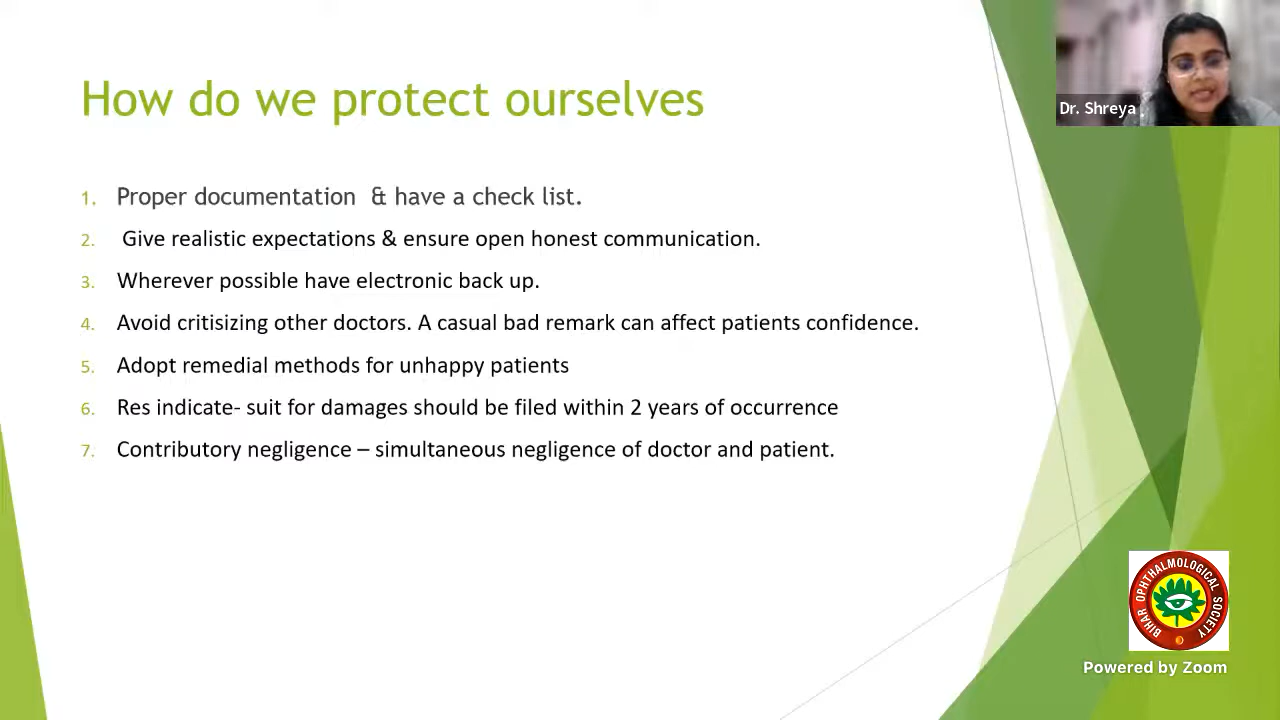 How do we protect ourselves
Dr. Shreya
1. Proper documentation & have a check list.
2. Give realistic expectations & ensure open honest communication.
3. Wherever possible have electronic back up.
4. Avoid critisizing other doctors. A casual bad remark can affect patients confidence.
5. Adopt remedial methods for unhappy patients
6. Res indicate- suit for damages should be filed within 2 years of occurrence
7. Contributory negligence – simultaneous negligence of doctor and patient.
BIHAR OPHTHALMOLOGICAL SOCIETY
Powered by Zoom